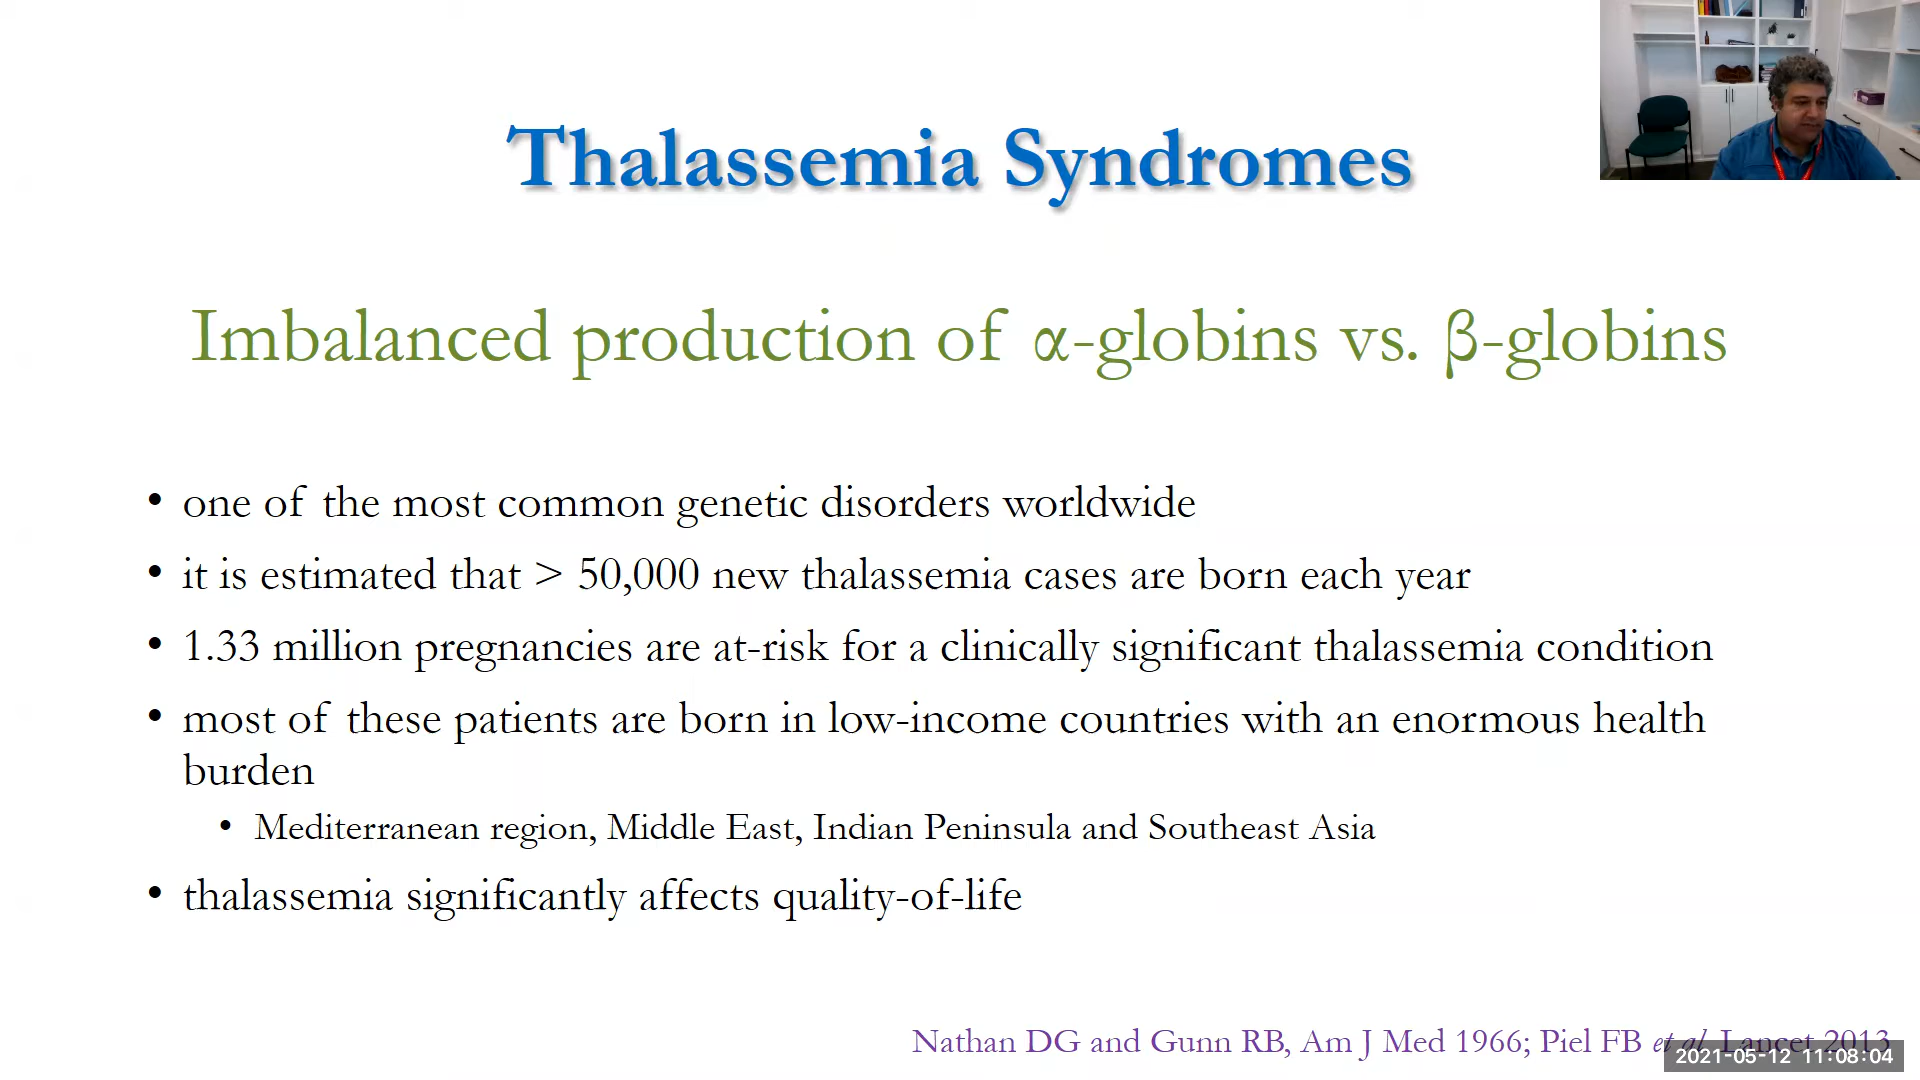 Thalassemia Syndromes
Imbalanced production of α-globins vs. β-globins
• one of the most common genetic disorders worldwide
• it is estimated that > 50,000 new thalassemia cases are born each year
• 1.33 million pregnancies are at-risk for a clinically significant thalassemia condition
• most of these patients are born in low-income countries with an enormous health
burden
• Mediterranean region, Middle East, Indian Peninsula and Southeast Asia
• thalassemia significantly affects quality-of-life
Nathan DG and Gunn RB, Am J Med 1966; Piel FB et al. Lancet 2013
2021-05-12 11:08:04